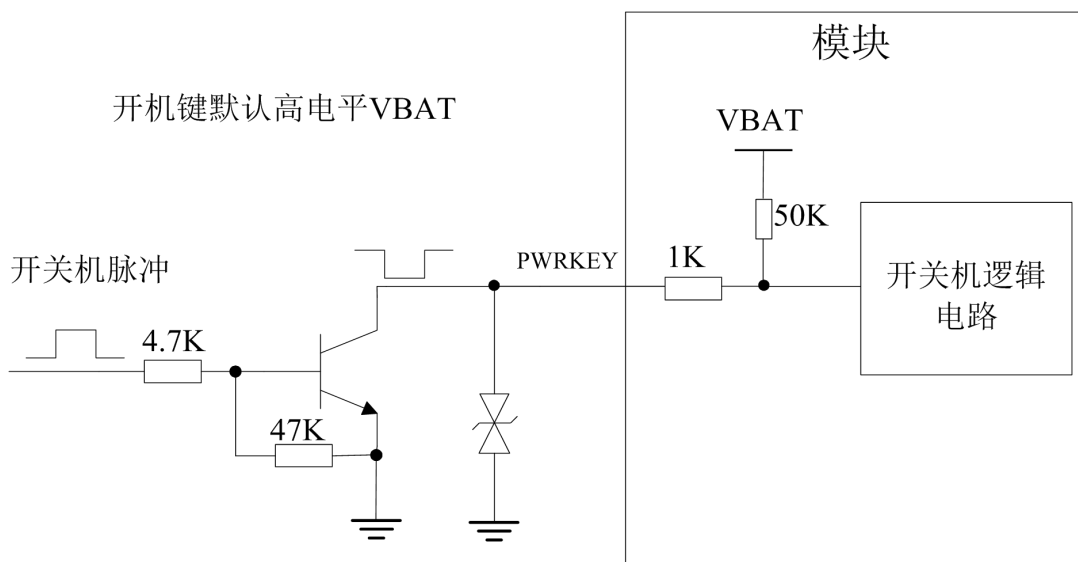 模块
开机键默认高电平VBAT
VBAT
50K
开关机脉冲
PWRKEY
1K
开关机逻辑
电路
4.7K
47K